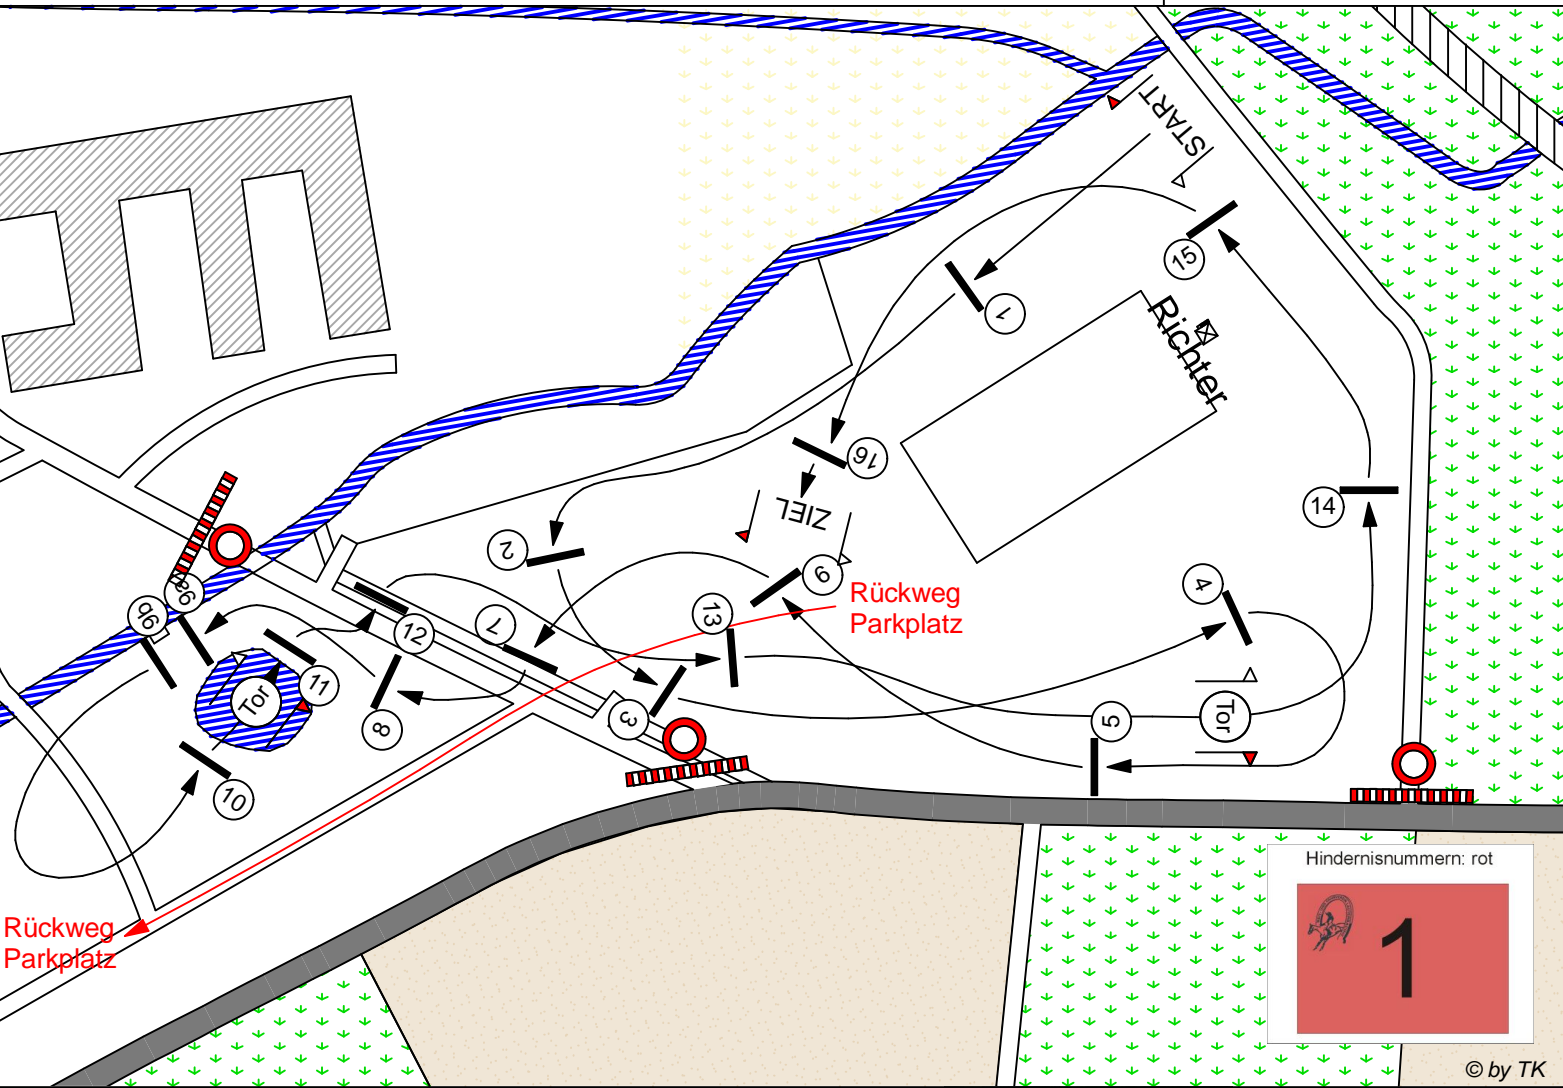 START
15
1
Richter
16
ZIEL
14
2
6
4
Rückweg
Parkplatz
9a
9b
7
13
12
11
Tor
8
3
5
Tor
10
Rückweg
Parkplatz
Hindernisnummern: rot
1
© by TK